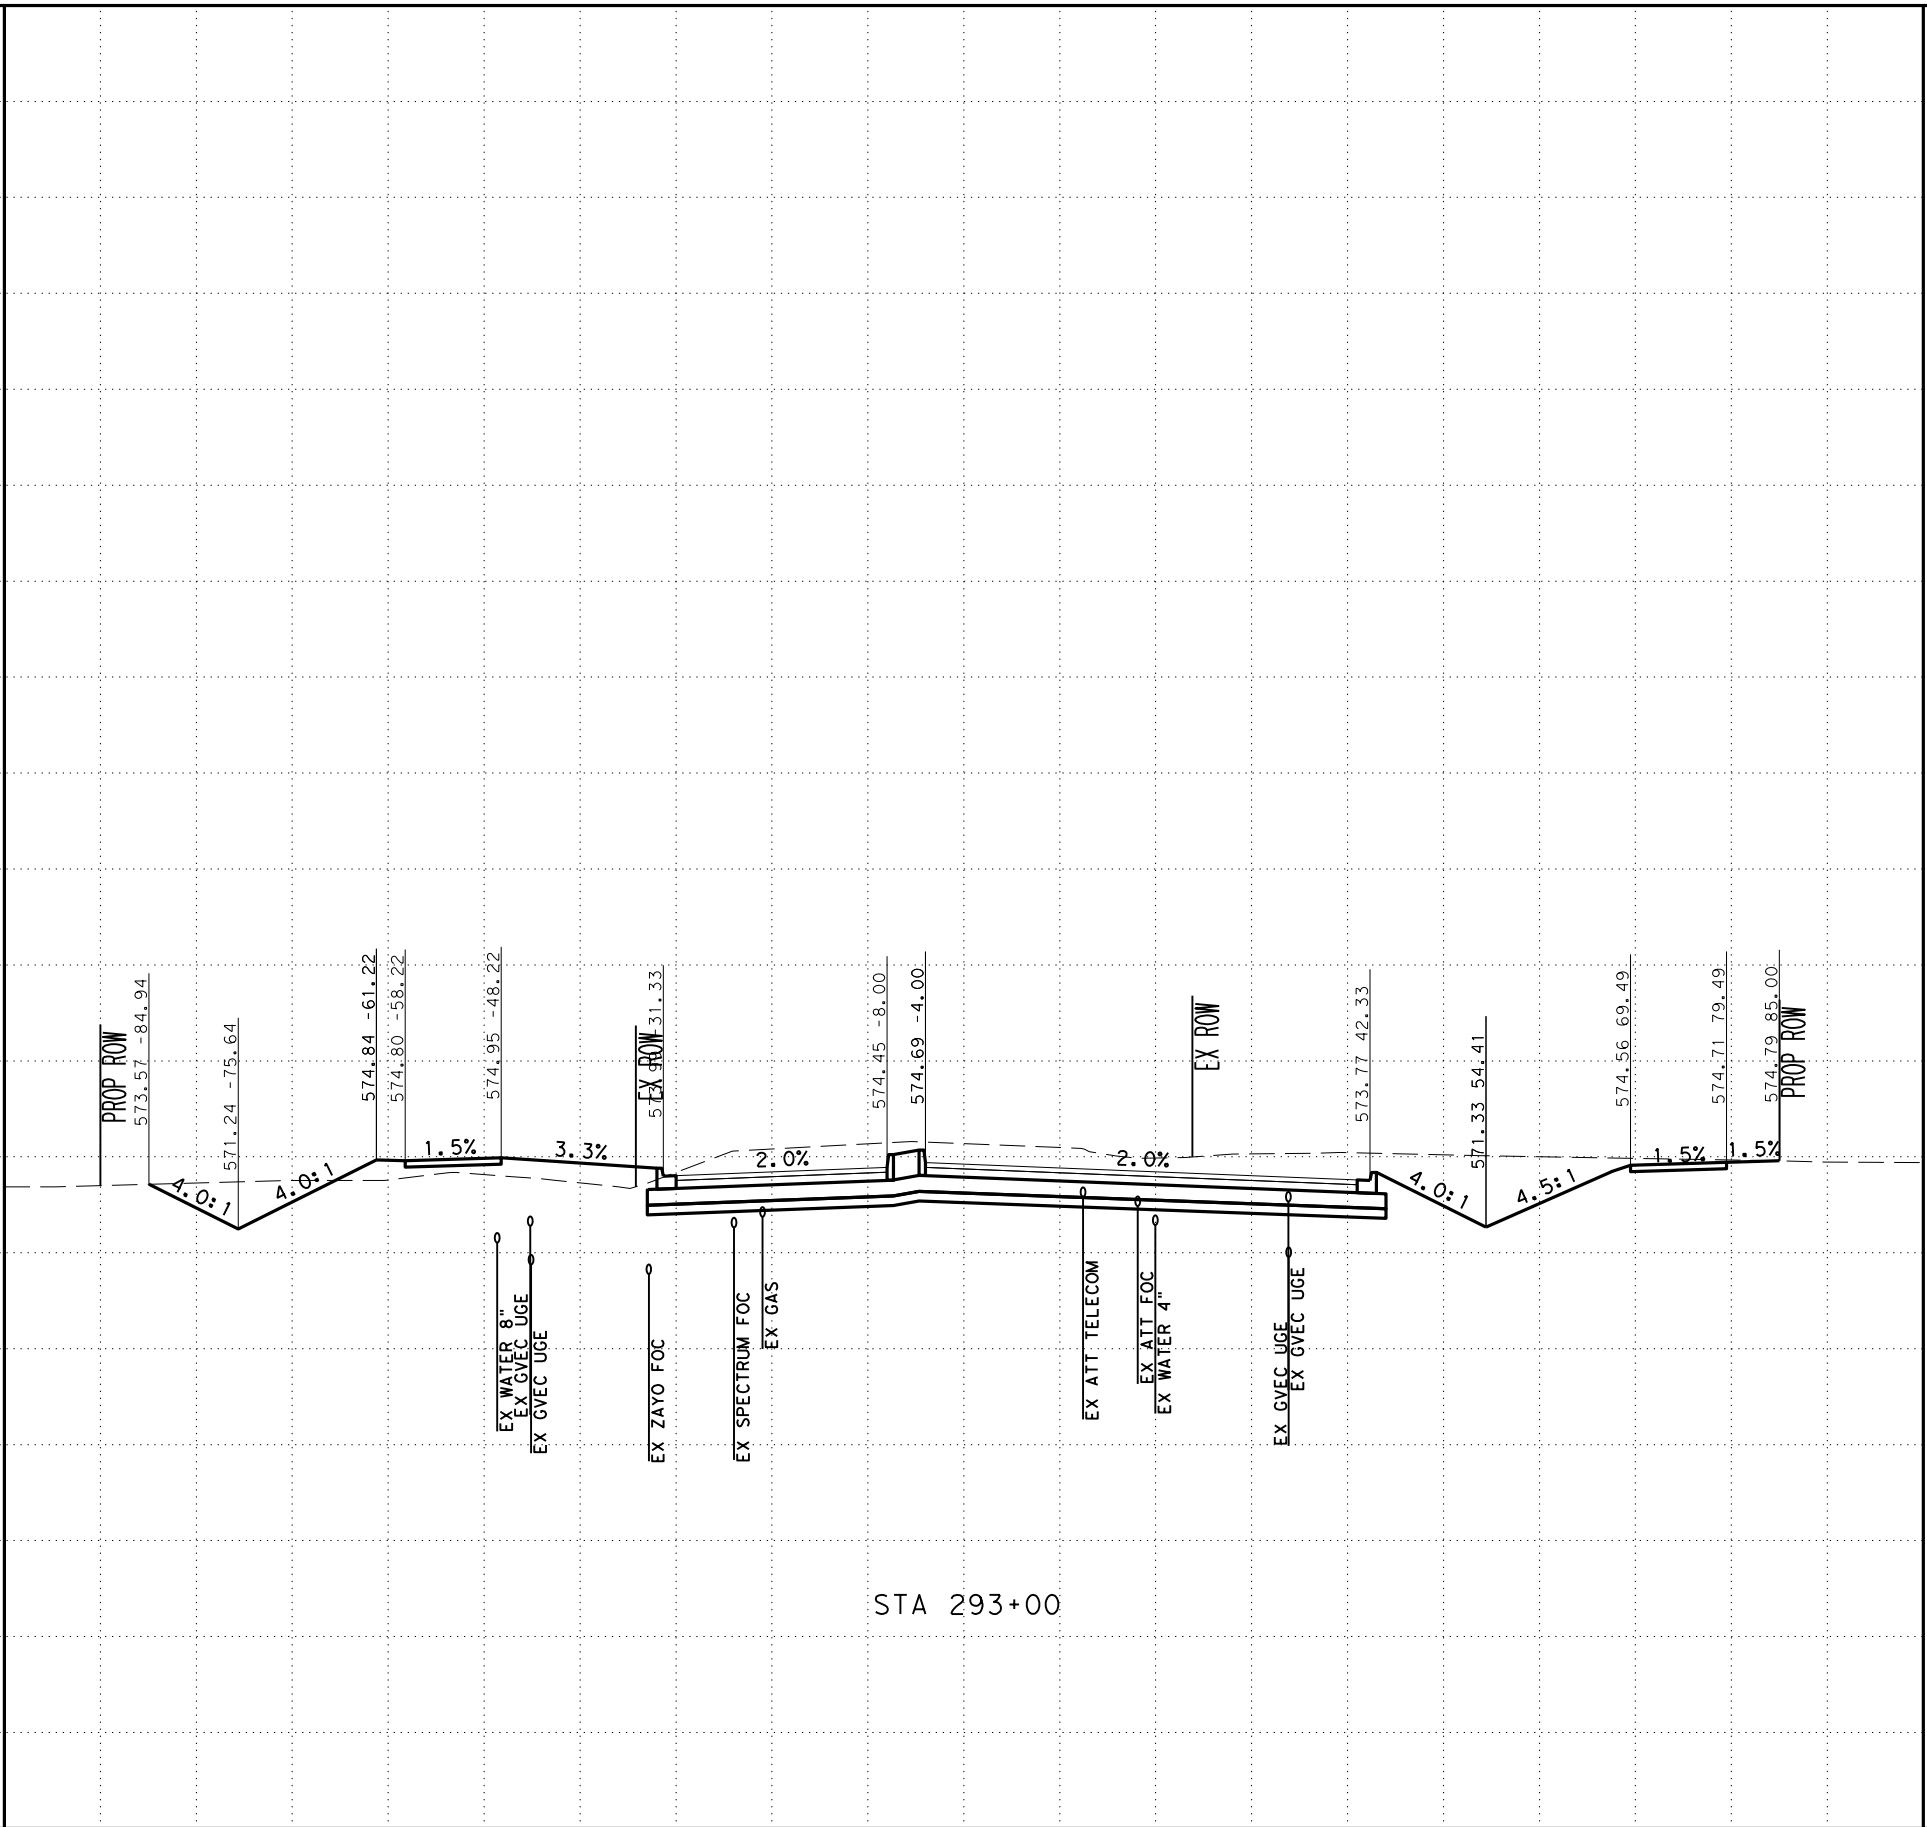 PROP ROW
573.57 -84.94
571.24 -75.64
574.84 -61.22
574.80 -58.22
574.95 -48.22
EX ROW
-31.33
574.45 -8.00
574.69 -4.00
EX ROW
573.77 42.33
571.33 54.41
574.56 69.49
574.71 79.49
574.79 85.00
PROP ROW
4.0:1
4.0:1
1.5%
3.3%
2.0%
2.0%
4.0:1
4.5:1
1.5%
1.5%
EX WATER 8"
EX GVEC UGE
EX GVEC UGE
EX ZAYO FOC
EX SPECTRUM FOC
EX GAS
EX ATT TELECOM
EX ATT FOC
EX WATER 4"
EX GVEC UGE
EX GVEC UGE
STA 293+00